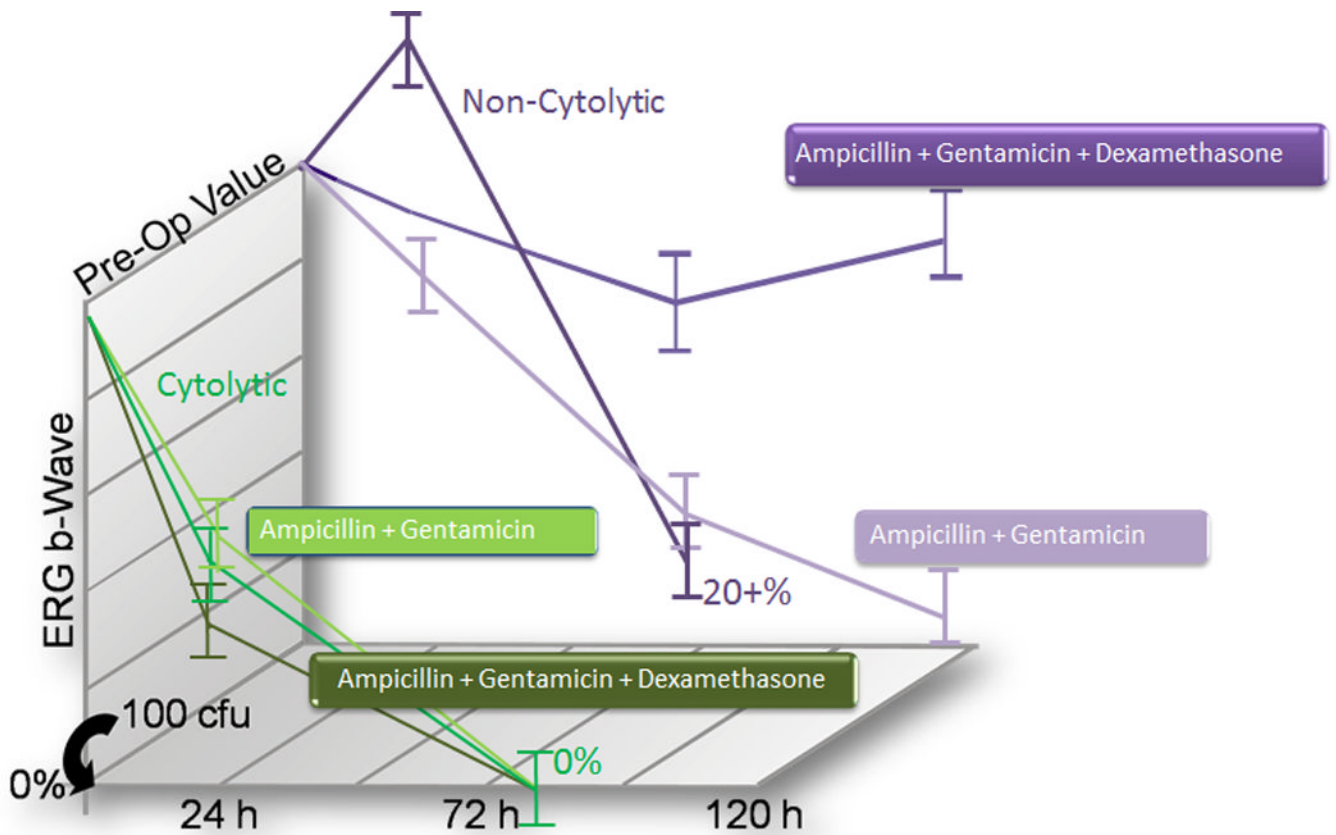 Non-Cytolytic
Ampicillin + Gentamicin + Dexamethasone
Pre-Op Value
Cytolytic
ERG b-Wave
Ampicillin + Gentamicin
Ampicillin + Gentamicin
20+%
Ampicillin + Gentamicin + Dexamethasone
100 cfu
0%
0%
24 h
72 h
120 h